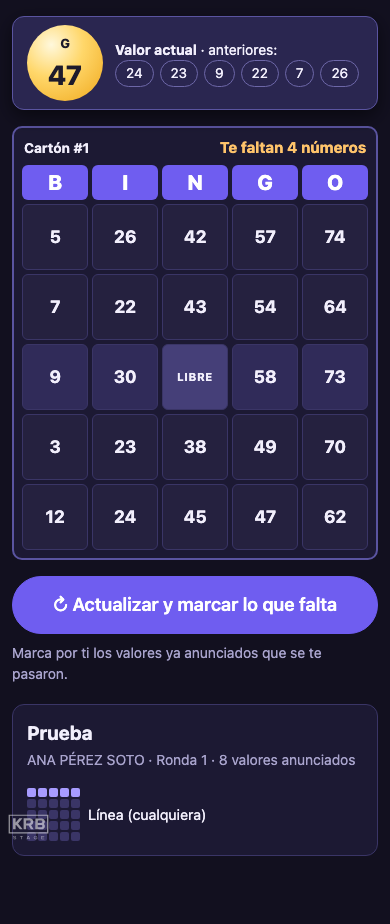 G
47
Valor actual · anteriores:
24 23 9 22 7 26
Cartón #1 Te faltan 4 números
B I N G O
5 26 42 57 74
7 22 43 54 64
9 30 LIBRE 58 73
3 23 38 49 70
12 24 45 47 62
↻ Actualizar y marcar lo que falta
Marca por ti los valores ya anunciados que se te
pasaron.
Prueba
ANA PÉREZ SOTO · Ronda 1 · 8 valores anunciados
Línea (cualquiera)
KRB
STAGE